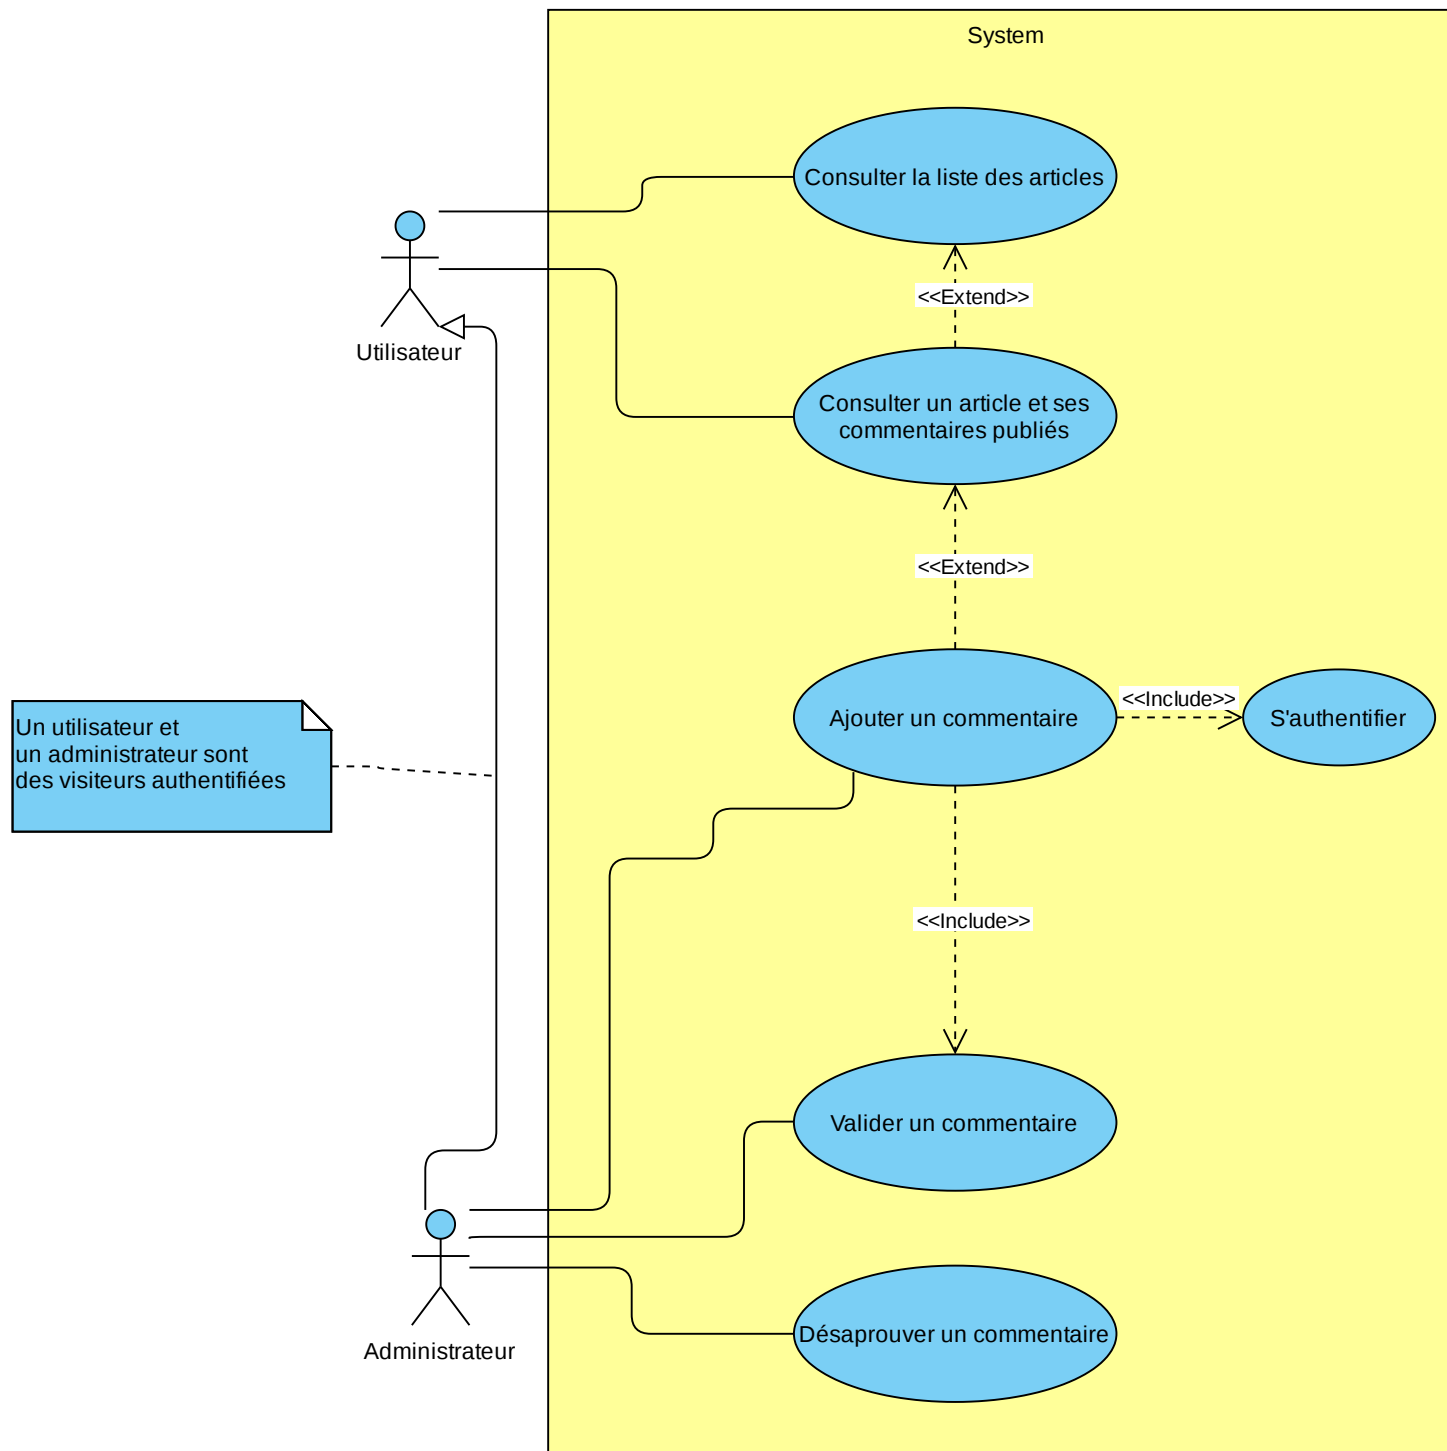 System
Consulter la liste des articles
<<Extend>>
Utilisateur
Consulter un article et ses
commentaires publiés
<<Extend>>
Ajouter un commentaire
<<Include>>
S'authentifier
Un utilisateur et
un administrateur sont
des visiteurs authentifiées
<<Include>>
Valider un commentaire
Désaprouver un commentaire
Administrateur